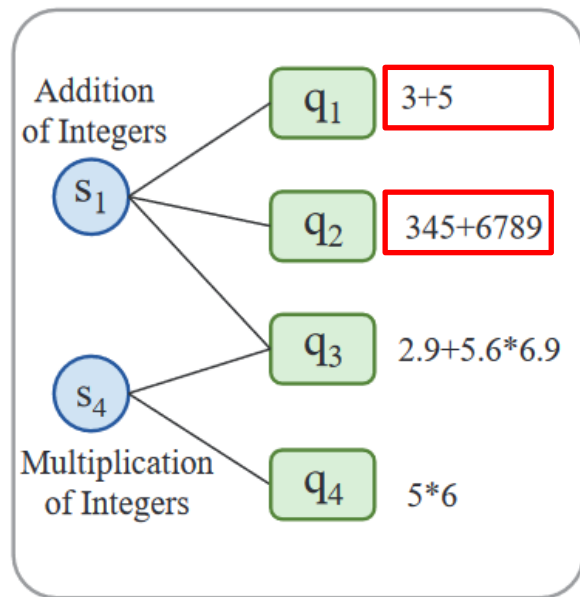 Addition
of Integers
s1
q1
3+5
q2
345+6789
q3
2.9+5.6*6.9
s4
Multiplication
of Integers
q4
5*6